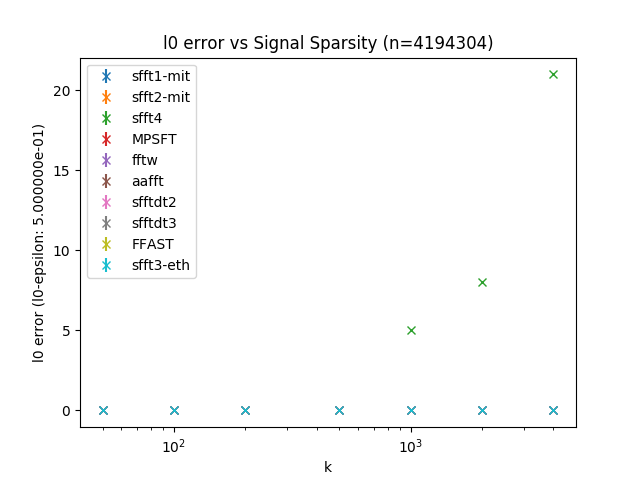 l0 error vs Signal Sparsity (n=4194304)
l0 error (l0-epsilon: 5.000000e-01)
20
15
10
5
0
sfft1-mit
sfft2-mit
sfft4
MPSFT
fftw
aafft
sfftdt2
sfftdt3
FFAST
sfft3-eth
10²
10³
k